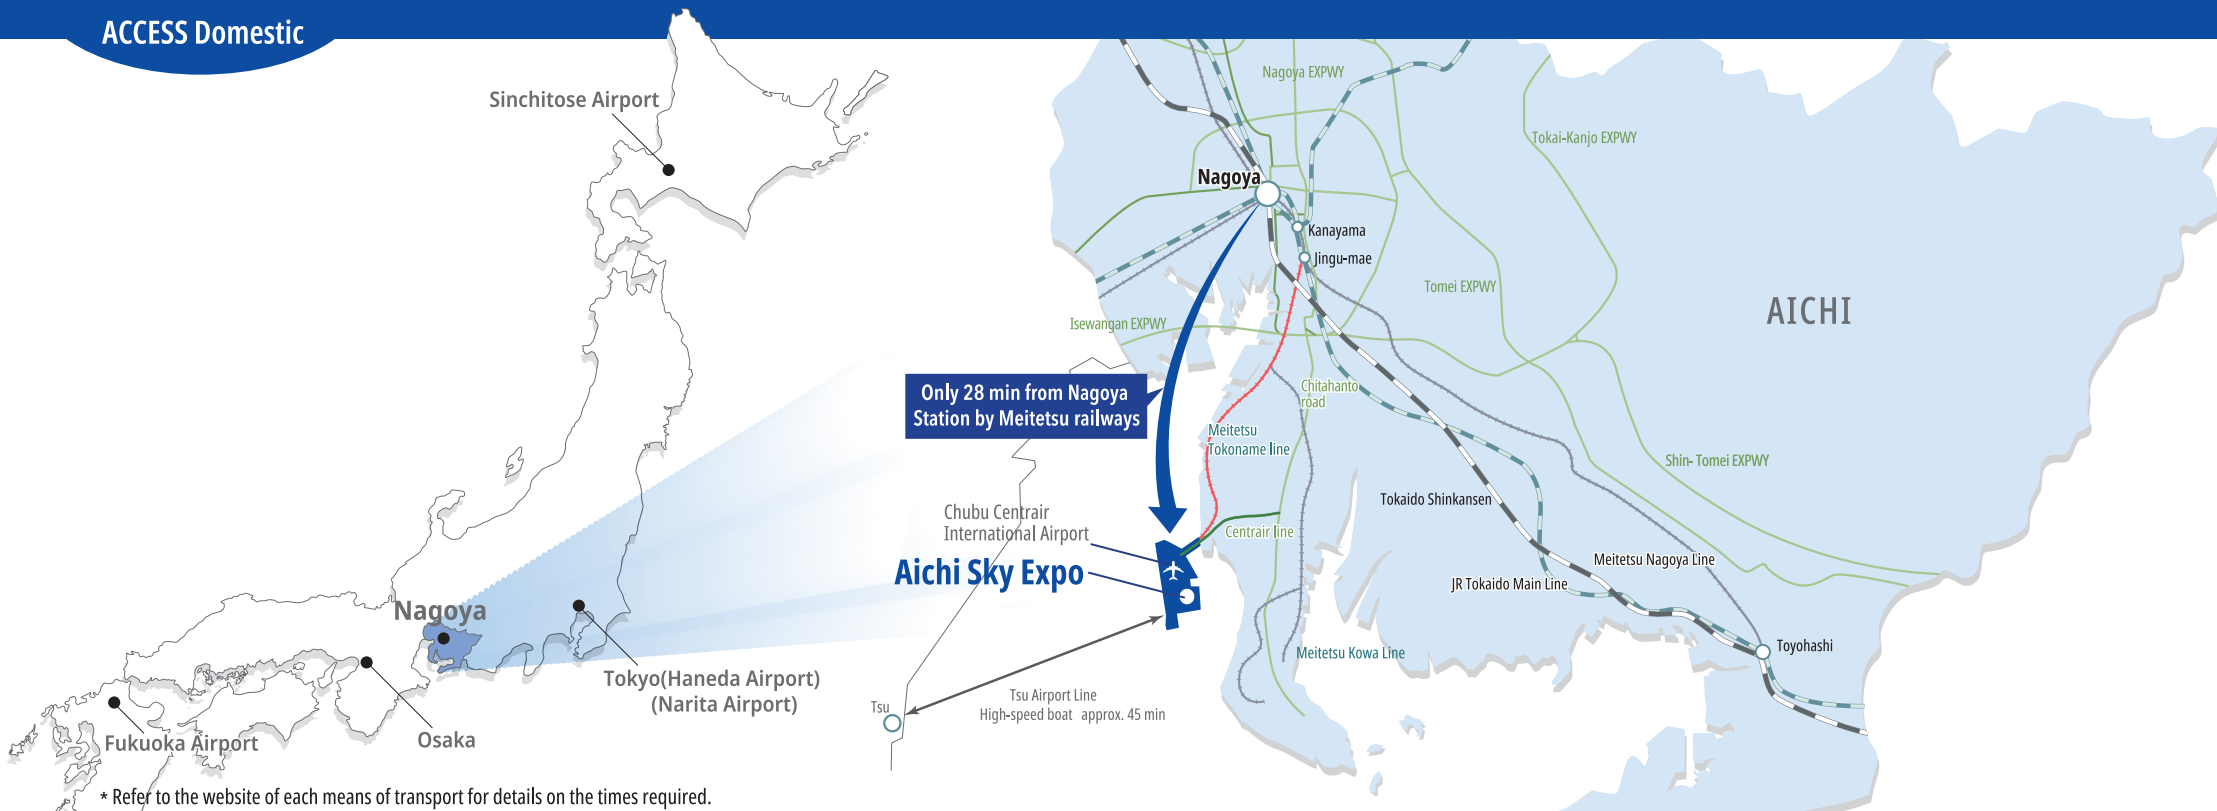 ACCESS Domestic
Sinchitose Airport
Nagoya
Tokyo(Haneda Airport)
(Narita Airport)
Osaka
Fukuoka Airport
* Refer to the website of each means of transport for details on the times required.
Nagoya EXPWY
Tokai-Kanjo EXPWY
Nagoya
Kanayama
Jingu-mae
Tomei EXPWY
AICHI
Isewangan EXPWY
Only 28 min from Nagoya
Station by Meitetsu railways
Chitahanto
road
Meitetsu
Tokoname line
Shin- Tomei EXPWY
Tokaido Shinkansen
Chubu Centrair
International Airport
Centrair line
Aichi Sky Expo
Meitetsu Nagoya Line
JR Tokaido Main Line
Toyohashi
Meitetsu Kowa Line
Tsu
Tsu Airport Line
High-speed boat approx. 45 min